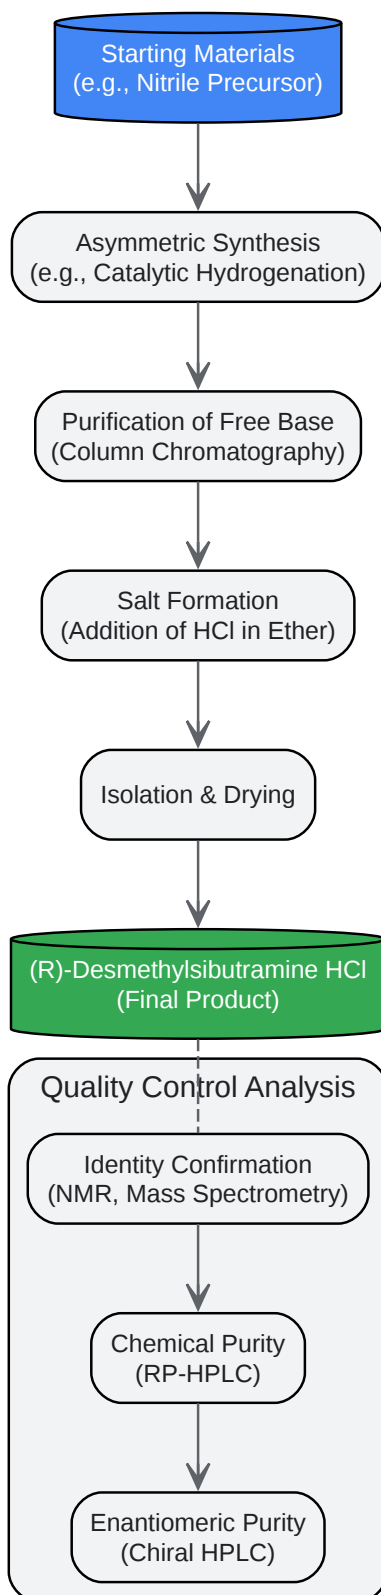 Starting Materials
(e.g., Nitrile Precursor)
Asymmetric Synthesis
(e.g., Catalytic Hydrogenation)
Purification of Free Base
(Column Chromatography)
Salt Formation
(Addition of HCl in Ether)
Isolation & Drying
(R)-Desmethylsibutramine HCl
(Final Product)
Quality Control Analysis
Identity Confirmation
(NMR, Mass Spectrometry)
Chemical Purity
(RP-HPLC)
Enantiomeric Purity
(Chiral HPLC)